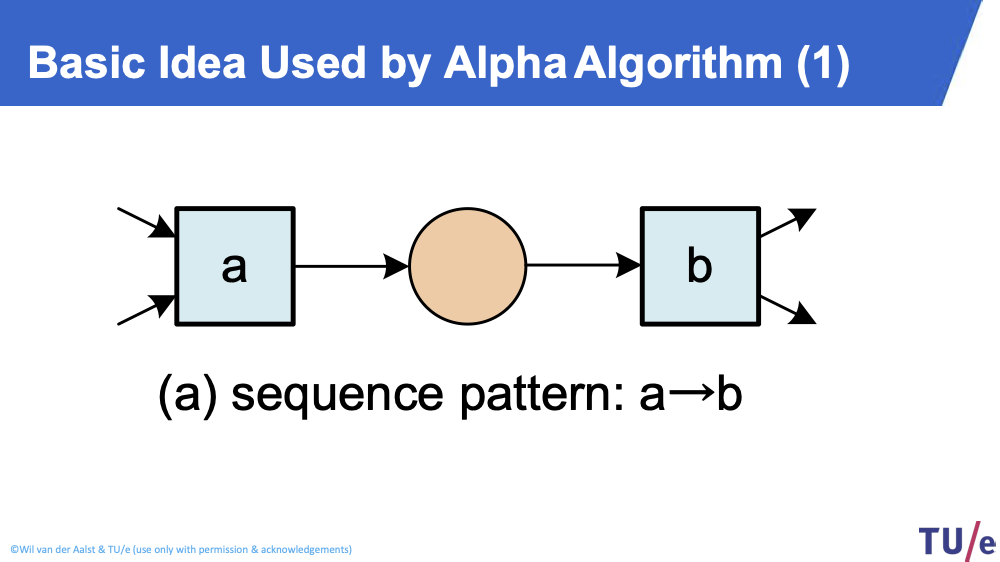 Basic Idea Used by Alpha Algorithm (1)
a
b
(a) sequence pattern: a→b
©Wil van der Aalst & TU/e (use only with permission & acknowledgements)
TU/e